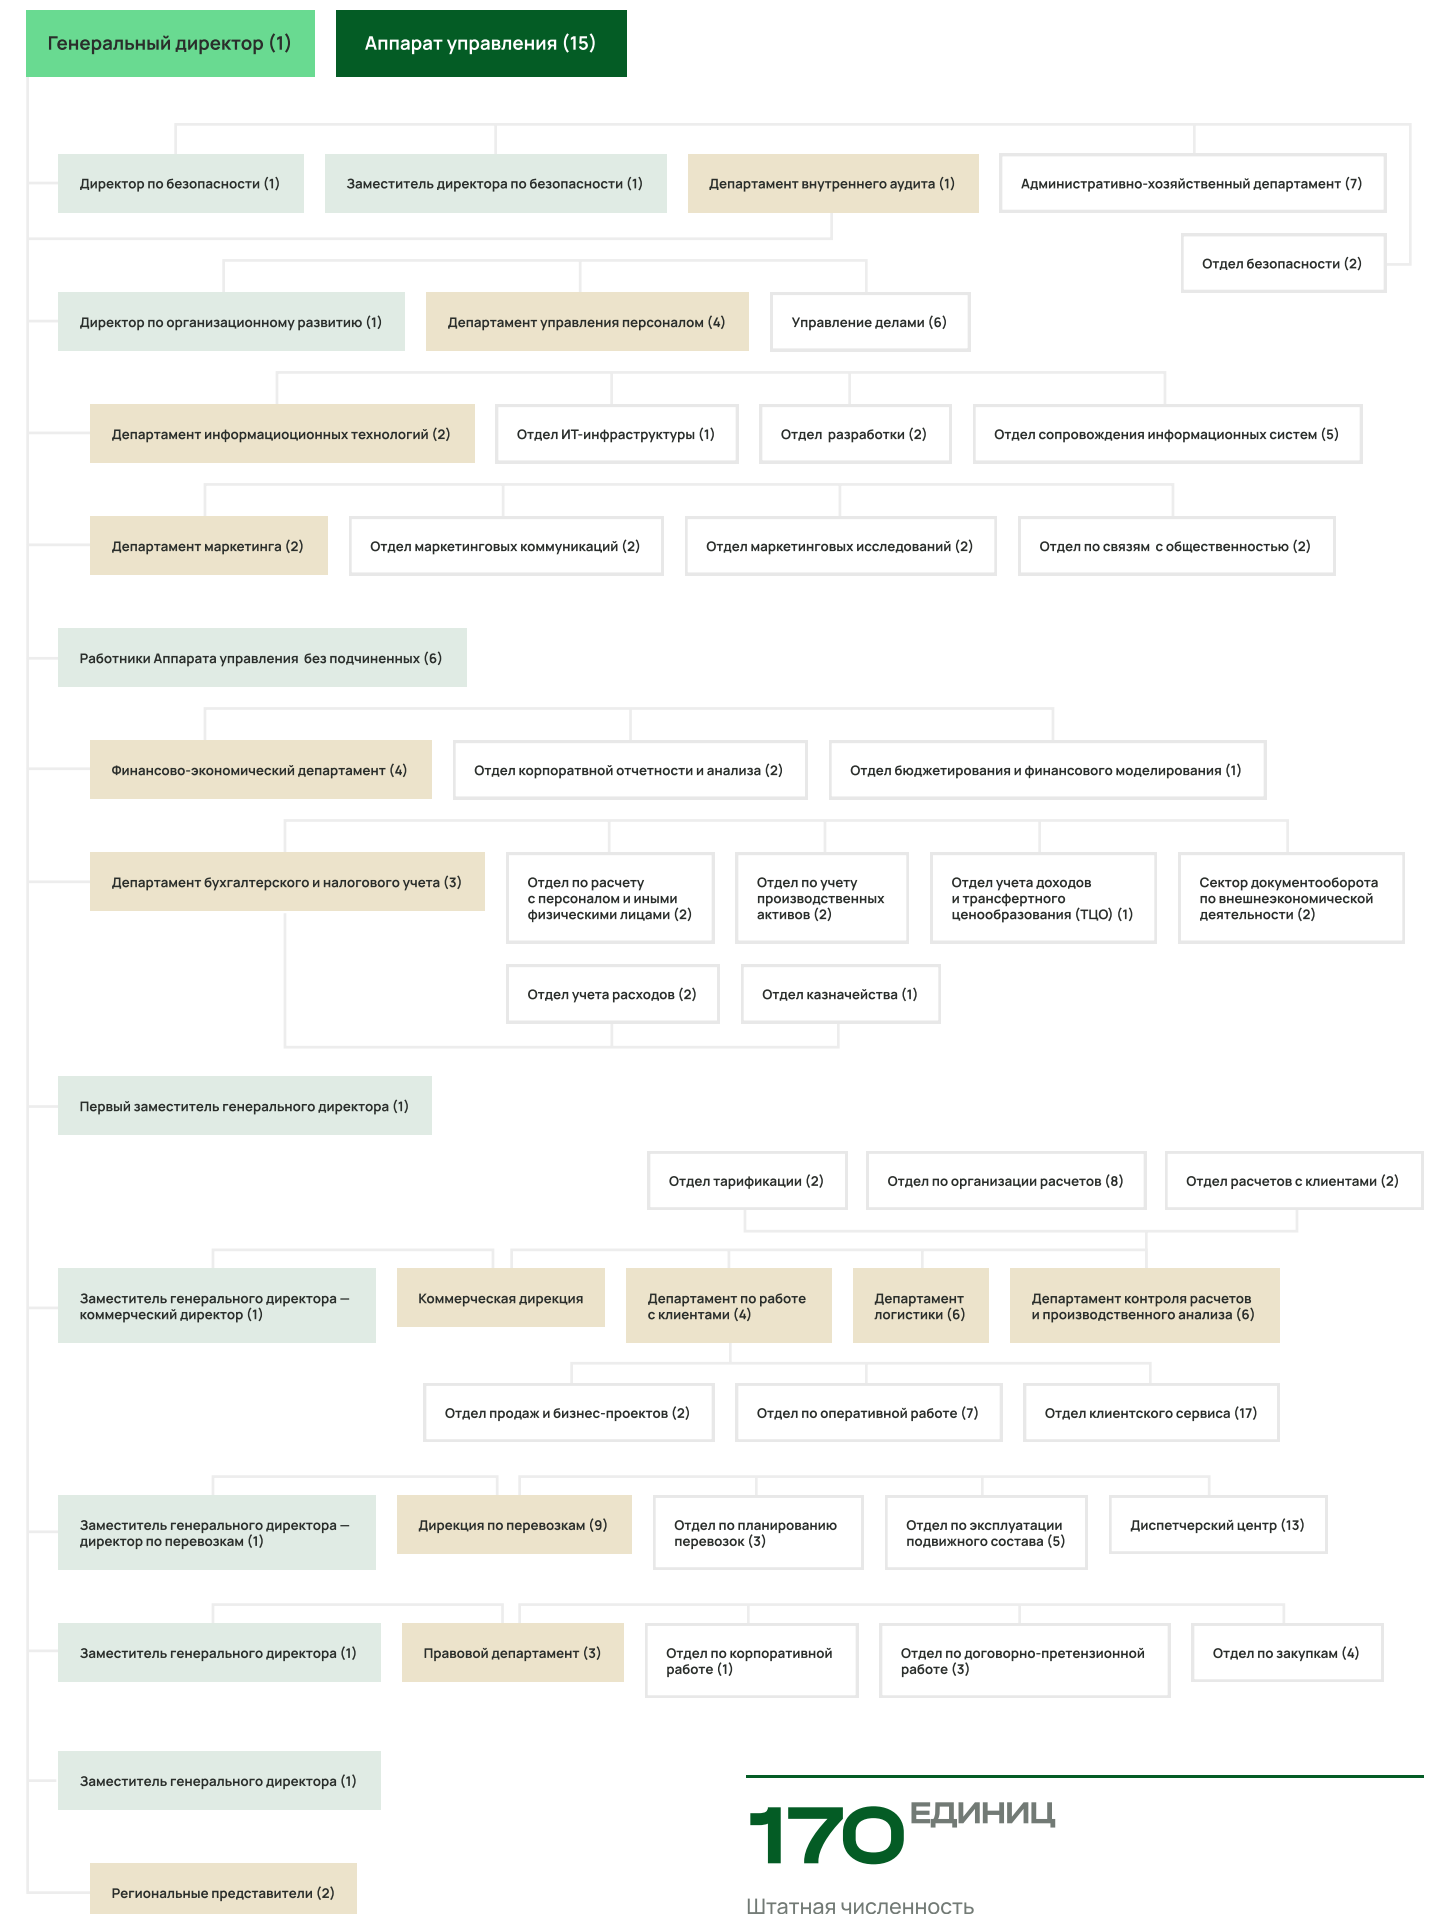 Генеральный директор (1)
Аппарат управления (15)
Директор по безопасности (1)
Заместитель директора по безопасности (1)
Департамент внутреннего аудита (1)
Административно-хозяйственный департамент (7)
Отдел безопасности (2)
Директор по организационному развитию (1)
Департамент управления персоналом (4)
Управление делами (6)
Департамент информациоционных технологий (2)
Отдел ИТ-инфраструктуры (1)
Отдел разработки (2)
Отдел сопровождения информационных систем (5)
Департамент маркетинга (2)
Отдел маркетинговых коммуникаций (2)
Отдел маркетинговых исследований (2)
Отдел по связям с общественностью (2)
Работники Аппарата управления без подчиненных (6)
Финансово-экономический департамент (4)
Отдел корпоратвной отчетности и анализа (2)
Отдел бюджетирования и финансового моделирования (1)
Департамент бухгалтерского и налогового учета (3)
Отдел по расчету
с персоналом и иными
физическими лицами (2)
Отдел по учету
производственных
активов (2)
Отдел учета доходов
и трансфертного
ценообразования (ТЦО) (1)
Сектор документооборота
по внешнеэкономической
деятельности (2)
Отдел учета расходов (2)
Отдел казначейства (1)
Первый заместитель генерального директора (1)
Отдел тарификации (2)
Отдел по организации расчетов (8)
Отдел расчетов с клиентами (2)
Заместитель генерального директора —
коммерческий директор (1)
Коммерческая дирекция
Департамент по работе
с клиентами (4)
Департамент
логистики (6)
Департамент контроля расчетов
и производственного анализа (6)
Отдел продаж и бизнес-проектов (2)
Отдел по оперативной работе (7)
Отдел клиентского сервиса (17)
Заместитель генерального директора —
директор по перевозкам (1)
Дирекция по перевозкам (9)
Отдел по планированию
перевозок (3)
Отдел по эксплуатации
подвижного состава (5)
Диспетчерский центр (13)
Заместитель генерального директора (1)
Правовой департамент (3)
Отдел по корпоративной
работе (1)
Отдел по договорно-претензионной
работе (3)
Отдел по закупкам (4)
Заместитель генерального директора (1)
170 ЕДИНИЦ
Региональные представители (2)
Штатная численность